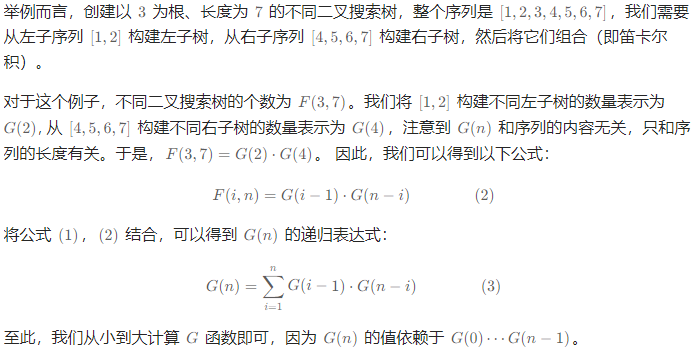 举例而言，创建以 3 为根、长度为 7 的不同二叉搜索树，整个序列是 [1, 2, 3, 4, 5, 6, 7]，我们需要
从左子序列 [1, 2] 构建左子树，从右子序列 [4, 5, 6, 7] 构建右子树，然后将它们组合（即笛卡尔
积）。
对于这个例子，不同二叉搜索树的个数为 F(3, 7)。我们将 [1, 2] 构建不同左子树的数量表示为
G(2), 从 [4, 5, 6, 7] 构建不同右子树的数量表示为 G(4)，注意到 G(n) 和序列的内容无关，只和序
列的长度有关。于是，F(3, 7) = G(2) · G(4)。 因此，我们可以得到以下公式：
F(i, n) = G(i − 1) · G(n − i) (2)
将公式 (1)，(2) 结合，可以得到 G(n) 的递归表达式：
G(n) = \sum_{i=1}^{n} G(i − 1) · G(n − i) (3)
至此，我们从小到大计算 G 函数即可，因为 G(n) 的值依赖于 G(0) ⋯ G(n − 1)。